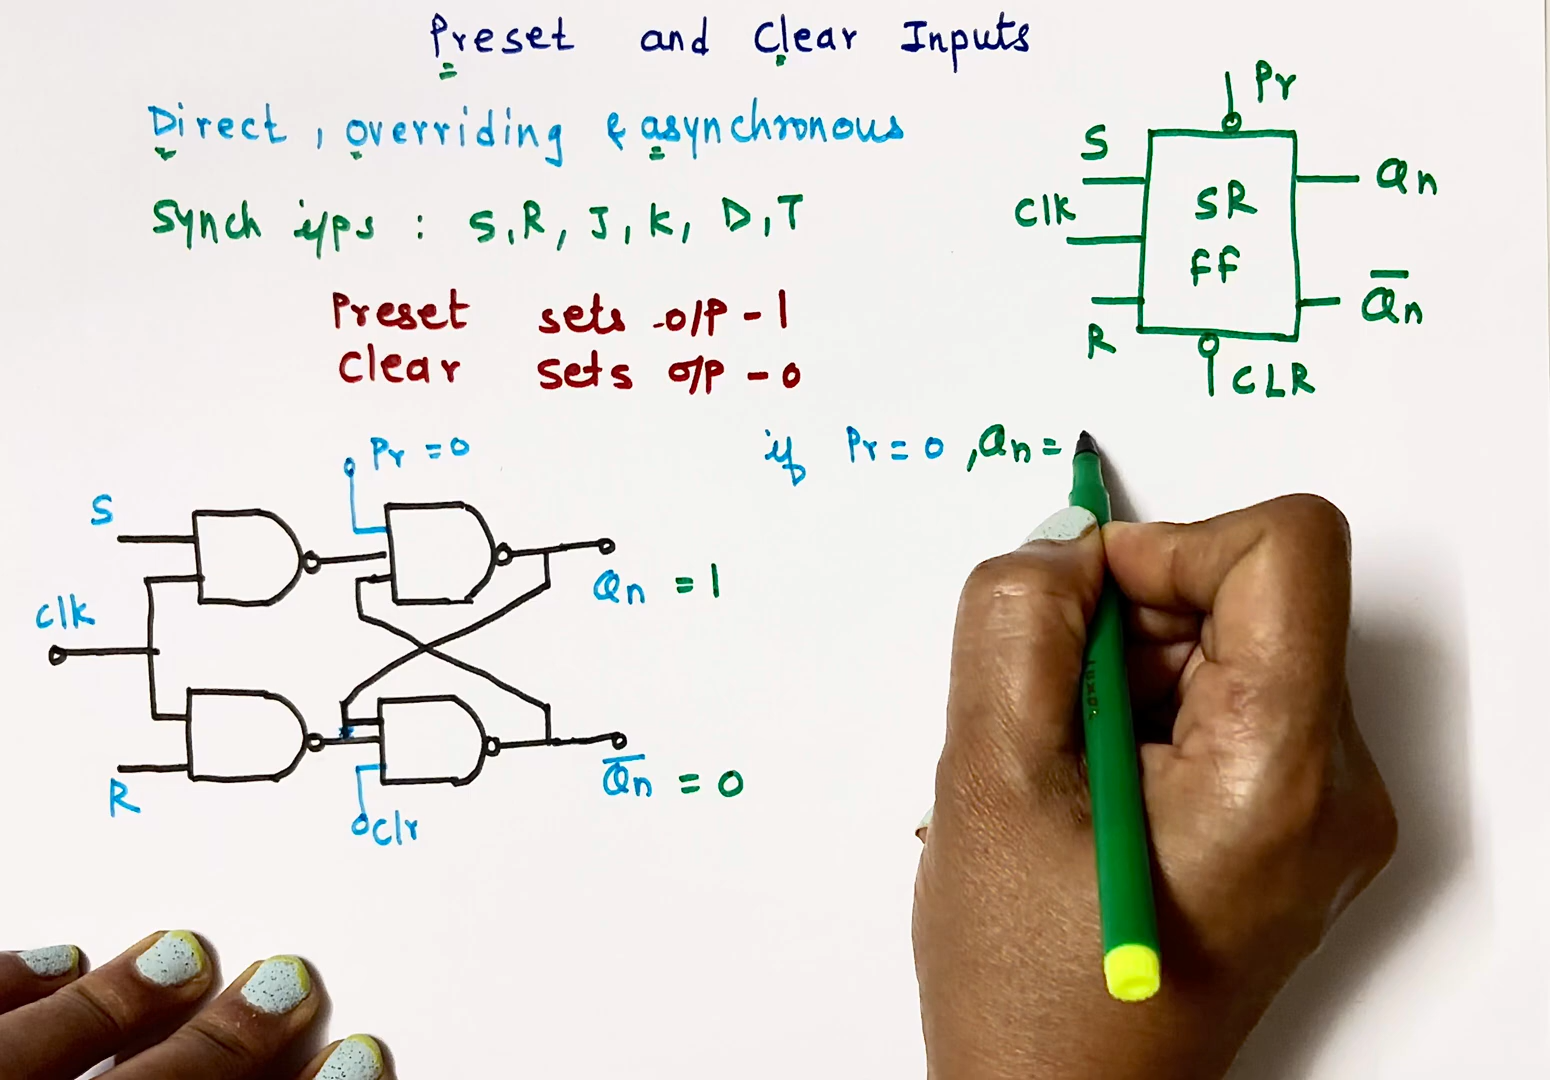 Preset and Clear Inputs
Direct, overriding & asynchronous
Synch i/ps : S, R, J, K, D, T
Preset sets o/p - 1
Clear sets o/p - 0
Pr
S
Clk
R
SR
FF
Qn
Q̅n
CLR
if Pr = 0, Qn =
Pr = 0
S
Clk
R
Qn = 1
Q̅n = 0
Clr